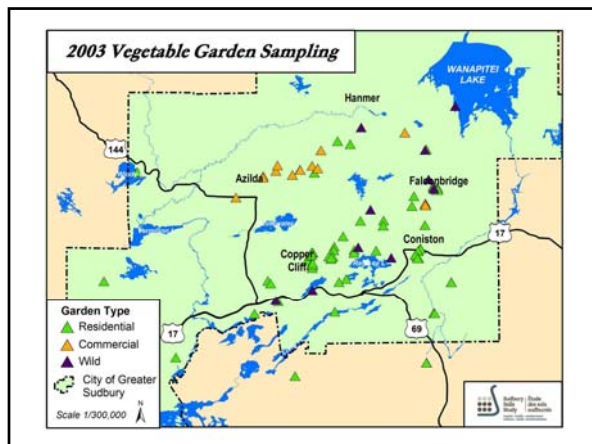 2003 Vegetable Garden Sampling
WANAPITEI
LAKE
Hanmer
144
Azilda
Falconbridge
17
Copper
Cliff
Coniston
Garden Type
Residential
Commercial
Wild
City of Greater
Sudbury
Scale 1/300,000
N
17
69
Sudbury
Soils
Study
Étude
des sols